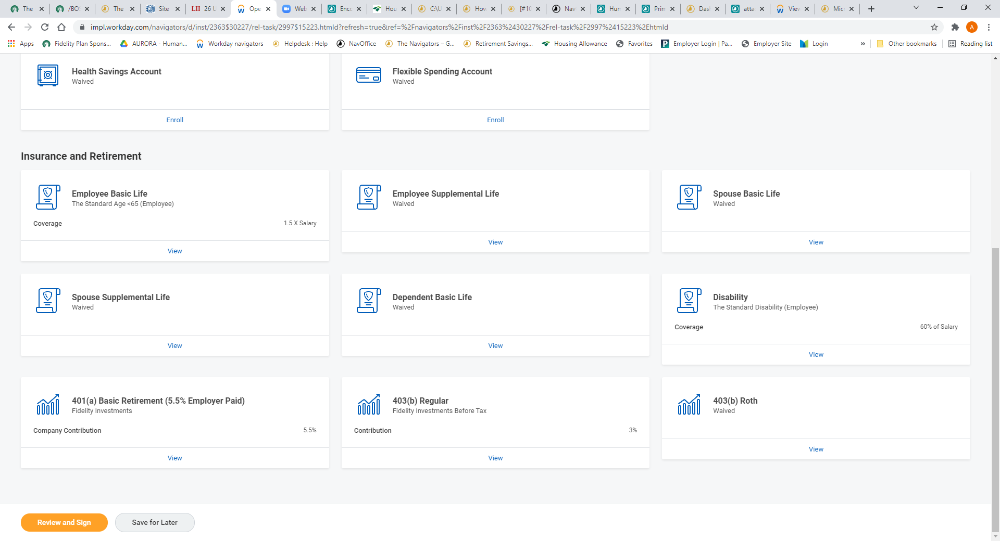 The
/BO
The
Site
LII 26 U
Ope
Web
Enc
Hou
C:\U
How
[#10
Nav
Hun
Prin
Das
atta
View
Mic
impl.workday.com/navigators/d/inst/2363$30227/rel-task/2997$15223.htmld?refresh=true&ref=%2Fnavigators%2Finst%2F2363%2430227%2Frel-task%2F2997%2415223%2Ehtmld
A
Apps
Fidelity Plan Spons...
AURORA - Human...
Workday navigators
Helpdesk : Help
NavOffice
The Navigators – G...
Retirement Savings...
Housing Allowance
Favorites
Employer Login | Pa...
Employer Site
Login
»
Other bookmarks
Reading list
Health Savings Account
Waived
Enroll
Flexible Spending Account
Waived
Enroll
Insurance and Retirement
Employee Basic Life
The Standard Age <65 (Employee)
Coverage 1.5 X Salary
View
Employee Supplemental Life
Waived
View
Spouse Basic Life
Waived
View
Spouse Supplemental Life
Waived
View
Dependent Basic Life
Waived
View
Disability
The Standard Disability (Employee)
Coverage 60% of Salary
View
401(a) Basic Retirement (5.5% Employer Paid)
Fidelity Investments
Company Contribution 5.5%
View
403(b) Regular
Fidelity Investments Before Tax
Contribution 3%
View
403(b) Roth
Waived
View
Review and Sign
Save for Later